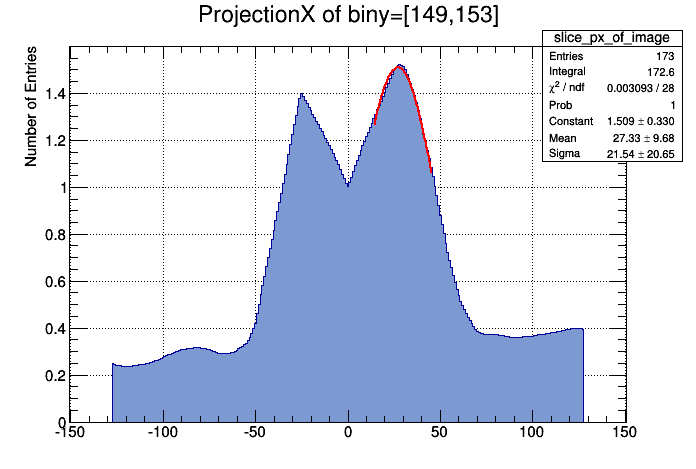 ProjectionX of biny=[149,153]
slice_px_of_image
Entries 173
Integral 172.6
χ² / ndf 0.003093 / 28
Prob 1
Constant 1.509 ± 0.330
Mean 27.33 ± 9.68
Sigma 21.54 ± 20.65
Number of Entries
1.4
1.2
1
0.8
0.6
0.4
0.2
0
-150 -100 -50 0 50 100 150